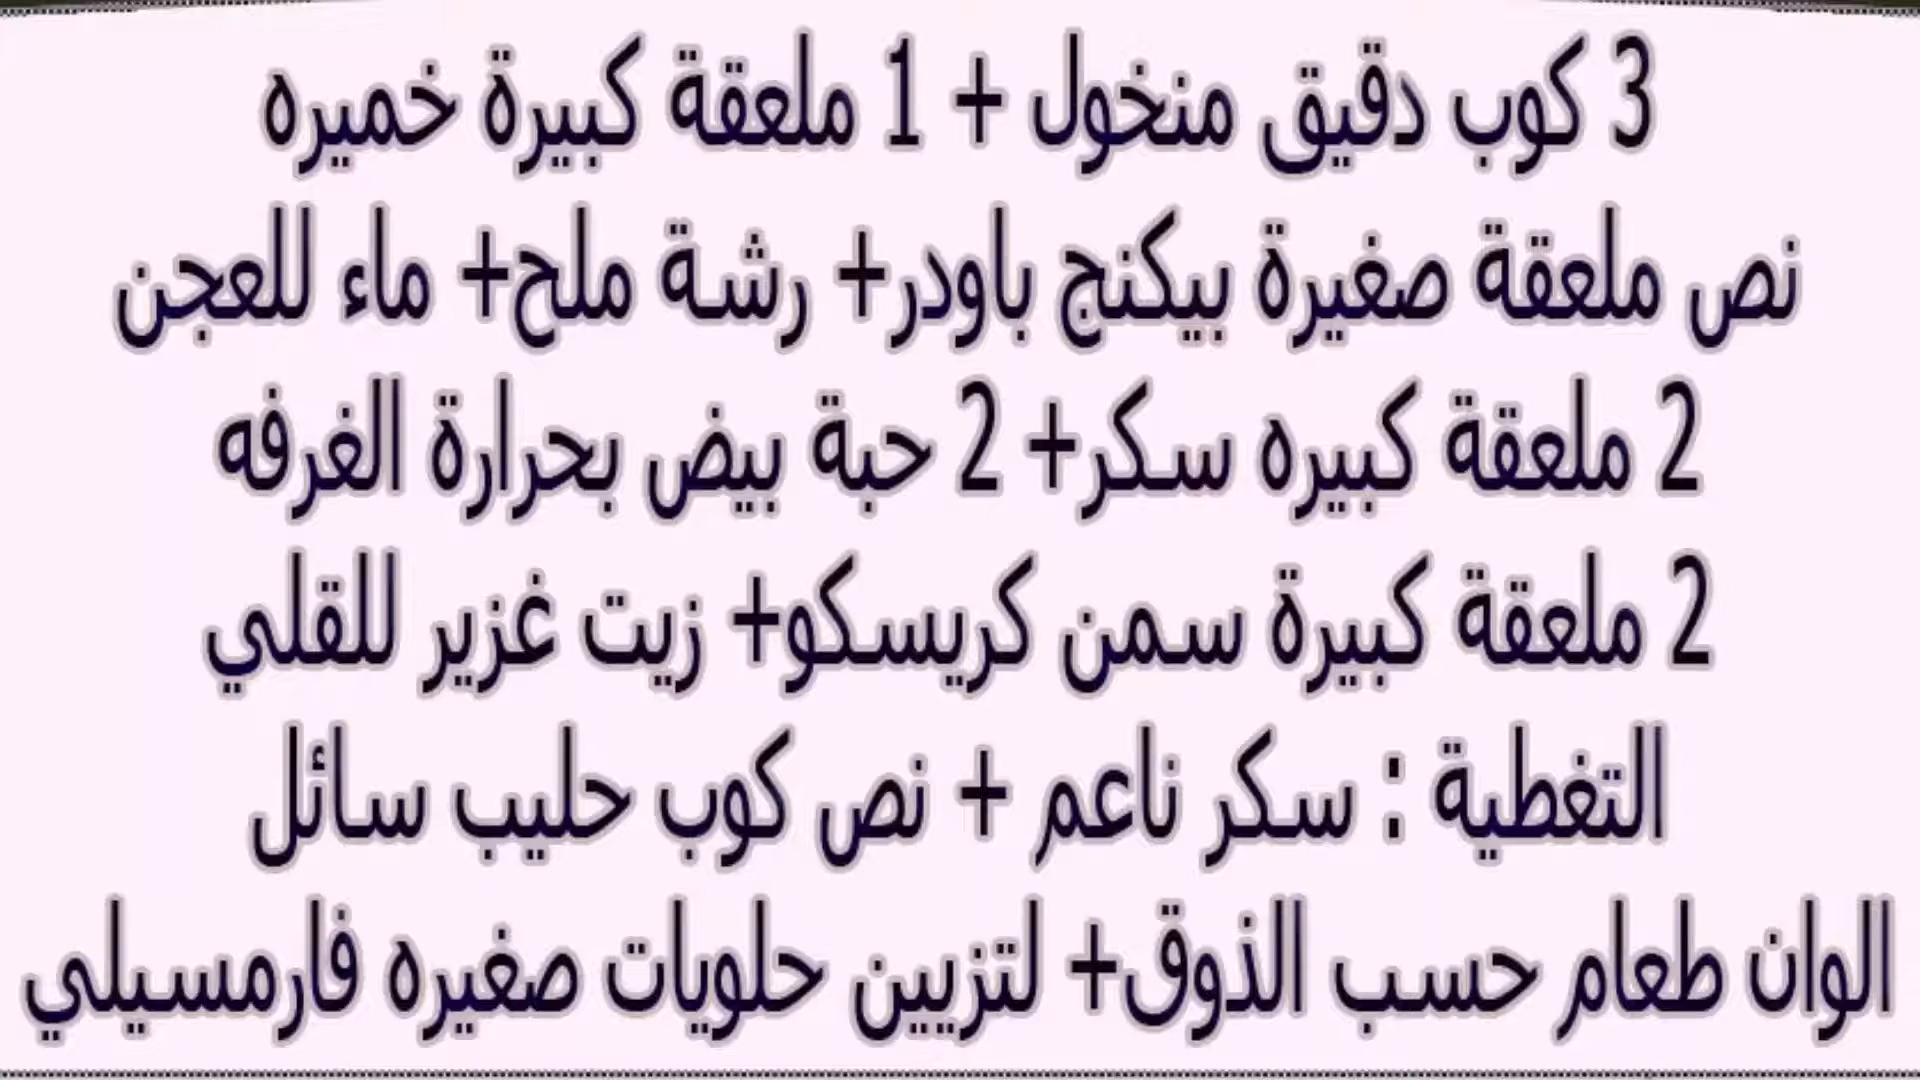 3 كوب دقيق منخول + 1 ملعقة كبيرة خميره
نص ملعقة صغيرة بيكنج باودر+ رشة ملح+ ماء للعجن
2 ملعقة كبيره سكر+ 2 حبة بيض بحرارة الغرفه
2 ملعقة كبيرة سمن كريسكو+ زيت غزير للقلي
التغطية : سكر ناعم + نص كوب حليب سائل
الوان طعام حسب الذوق+ لتزيين حلويات صغيره فارمسيلي